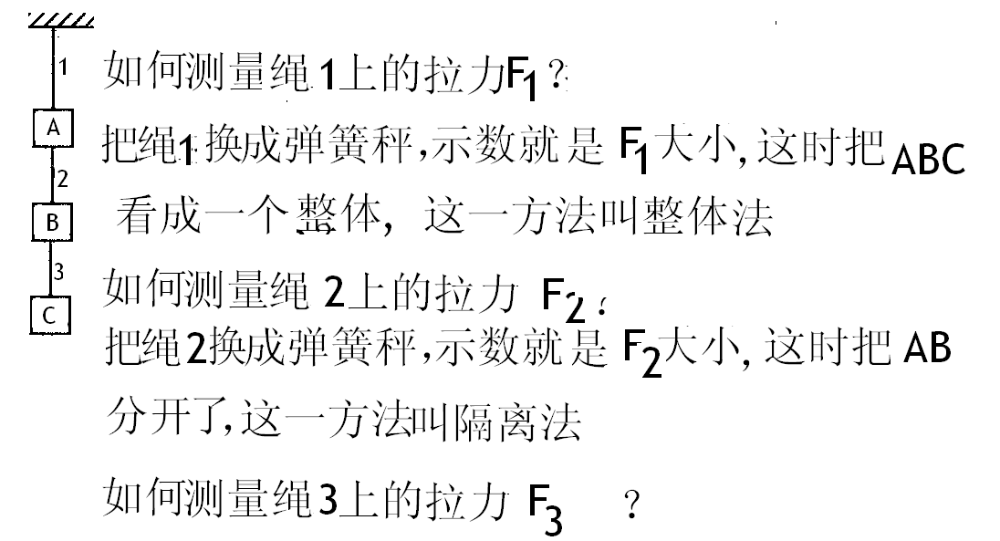 1
如何测量绳1上的拉力F1？
A
把绳1换成弹簧秤,示数就是F1大小,这时把ABC
2
看成一个整体, 这一方法叫整体法
B
3
如何测量绳2上的拉力 F2？
C
把绳2换成弹簧秤,示数就是F2大小,这时把 AB
分开了,这一方法叫隔离法
如何测量绳3上的拉力 F3 ？